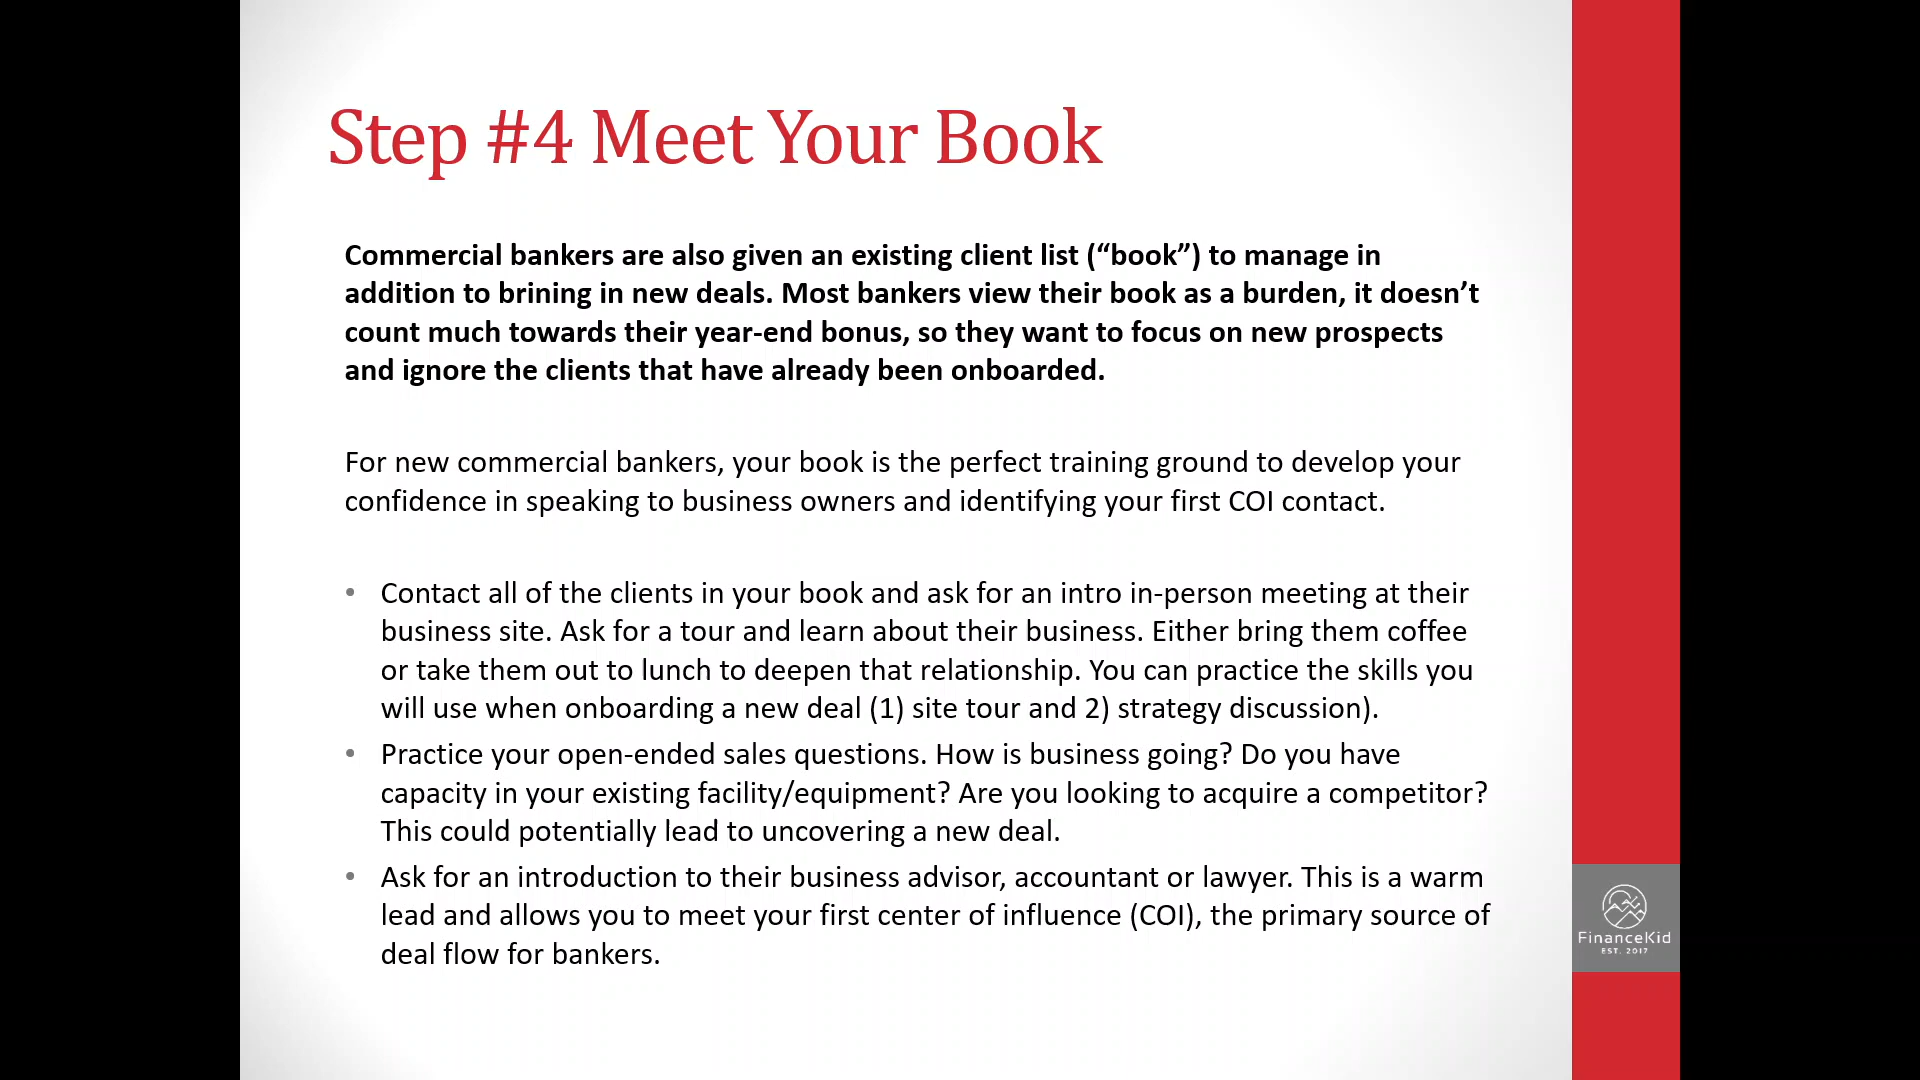 Step #4 Meet Your Book
Commercial bankers are also given an existing client list (“book”) to manage in
addition to brining in new deals. Most bankers view their book as a burden, it doesn’t
count much towards their year-end bonus, so they want to focus on new prospects
and ignore the clients that have already been onboarded.
For new commercial bankers, your book is the perfect training ground to develop your
confidence in speaking to business owners and identifying your first COI contact.
• Contact all of the clients in your book and ask for an intro in-person meeting at their
business site. Ask for a tour and learn about their business. Either bring them coffee
or take them out to lunch to deepen that relationship. You can practice the skills you
will use when onboarding a new deal (1) site tour and 2) strategy discussion).
• Practice your open-ended sales questions. How is business going? Do you have
capacity in your existing facility/equipment? Are you looking to acquire a competitor?
This could potentially lead to uncovering a new deal.
• Ask for an introduction to their business advisor, accountant or lawyer. This is a warm
lead and allows you to meet your first center of influence (COI), the primary source of
deal flow for bankers.
FinanceKid
EST. 2017